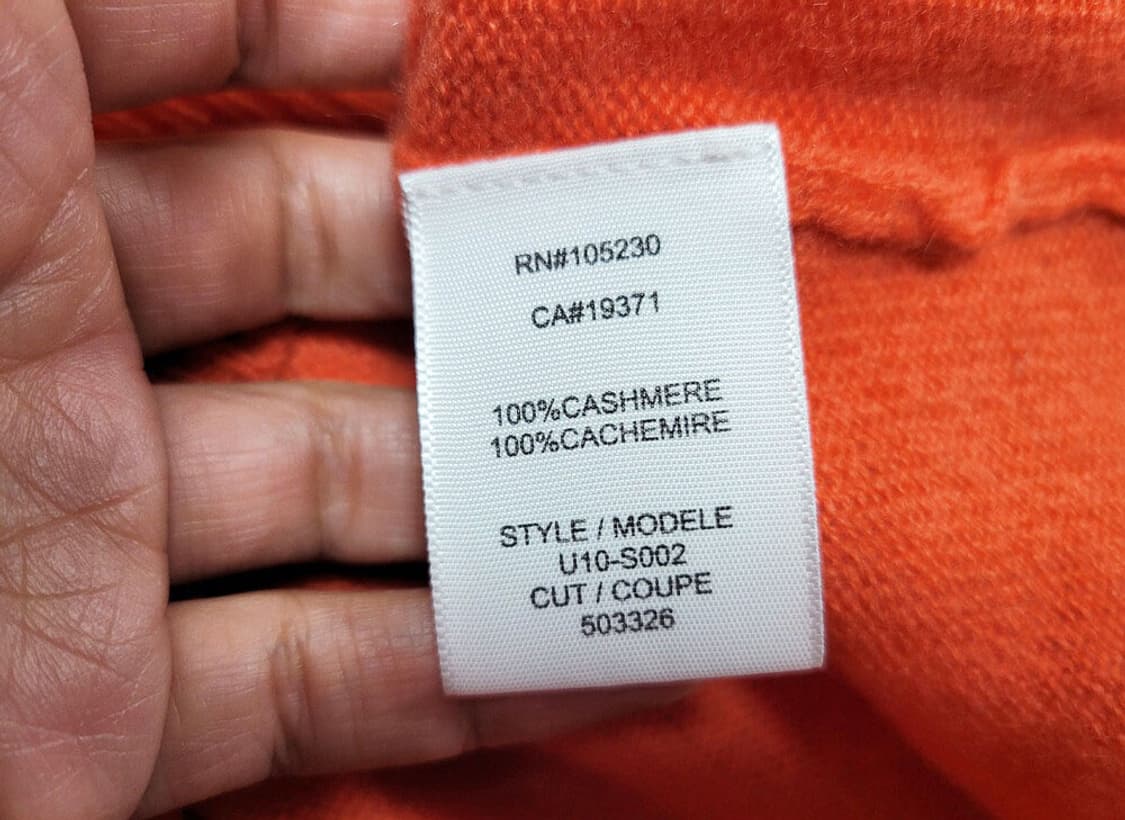 RN#105230
CA#19371
100%CASHMERE
100%CACHEMIRE
STYLE / MODELE
U10-S002
CUT / COUPE
503326